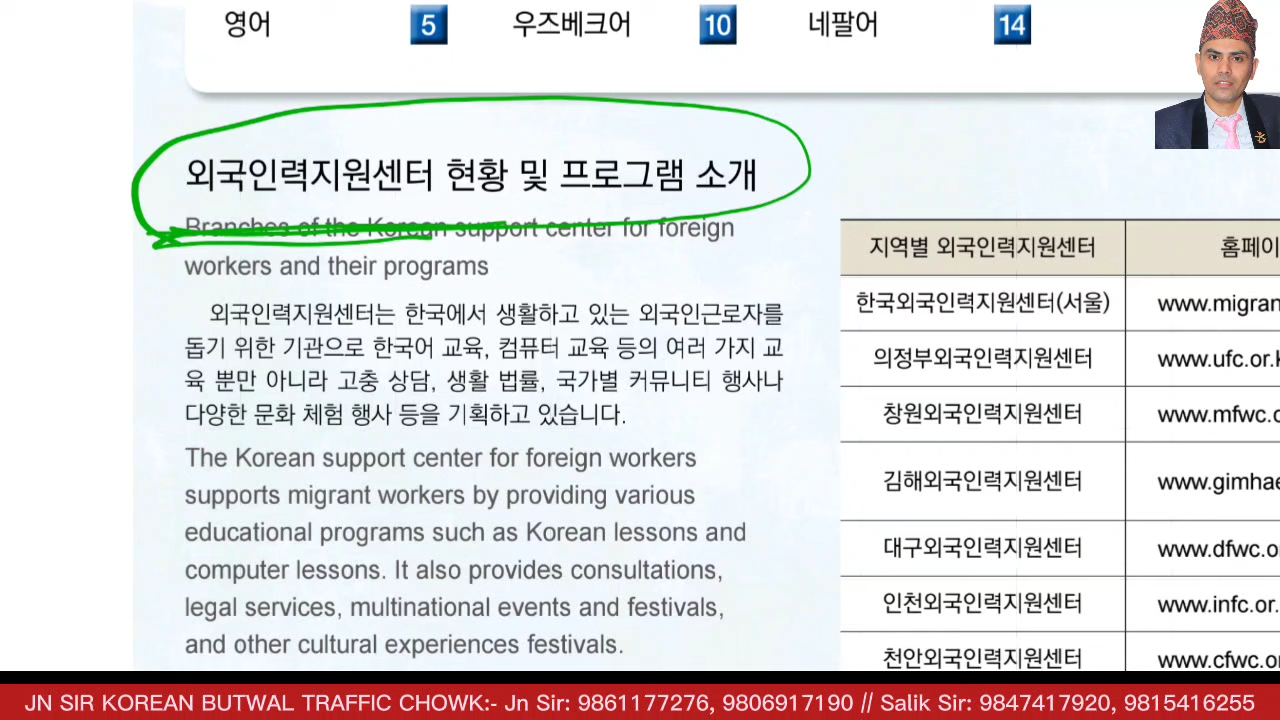 영어 5 우즈베크어 10 네팔어 14
외국인력지원센터 현황 및 프로그램 소개
Branches of the Korean support center for foreign
workers and their programs
외국인력지원센터는 한국에서 생활하고 있는 외국인근로자를
돕기 위한 기관으로 한국어 교육, 컴퓨터 교육 등의 여러 가지 교
육 뿐만 아니라 고충 상담, 생활 법률, 국가별 커뮤니티 행사나
다양한 문화 체험 행사 등을 기획하고 있습니다.
The Korean support center for foreign workers
supports migrant workers by providing various
educational programs such as Korean lessons and
computer lessons. It also provides consultations,
legal services, multinational events and festivals,
and other cultural experiences festivals.
지역별 외국인력지원센터 홈페이
한국외국인력지원센터(서울) www.migran
의정부외국인력지원센터 www.ufc.or.k
창원외국인력지원센터 www.mfwc.o
김해외국인력지원센터 www.gimhae
대구외국인력지원센터 www.dfwc.o
인천외국인력지원센터 www.infc.or.
천안외국인력지원센터 www.cfwc.o
JN SIR KOREAN BUTWAL TRAFFIC CHOWK:- Jn Sir: 9861177276, 9806917190 // Salik Sir: 9847417920, 9815416255